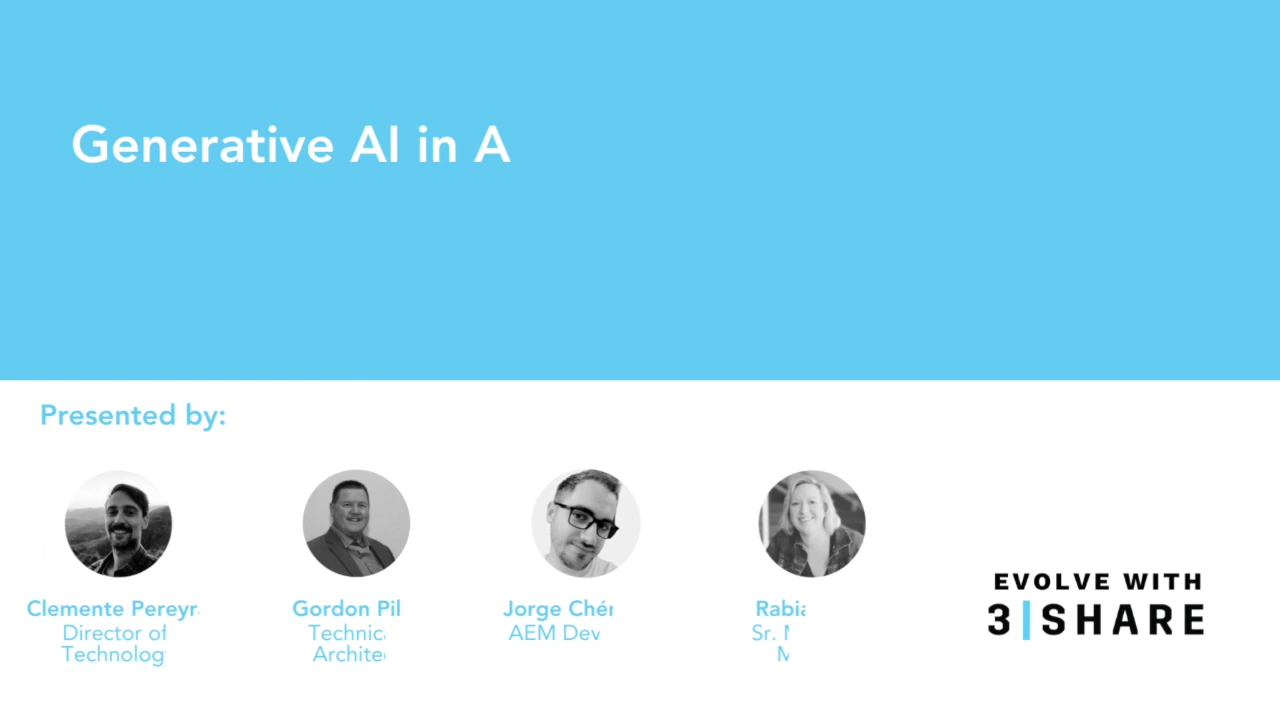 Generative AI in A
Presented by:
Clemente Pereyr
Director of
Technolog
Gordon Pil
Technic
Archite
Jorge Ché
AEM Dev
Rabia
Sr.
EVOLVE WITH
3|SHARE